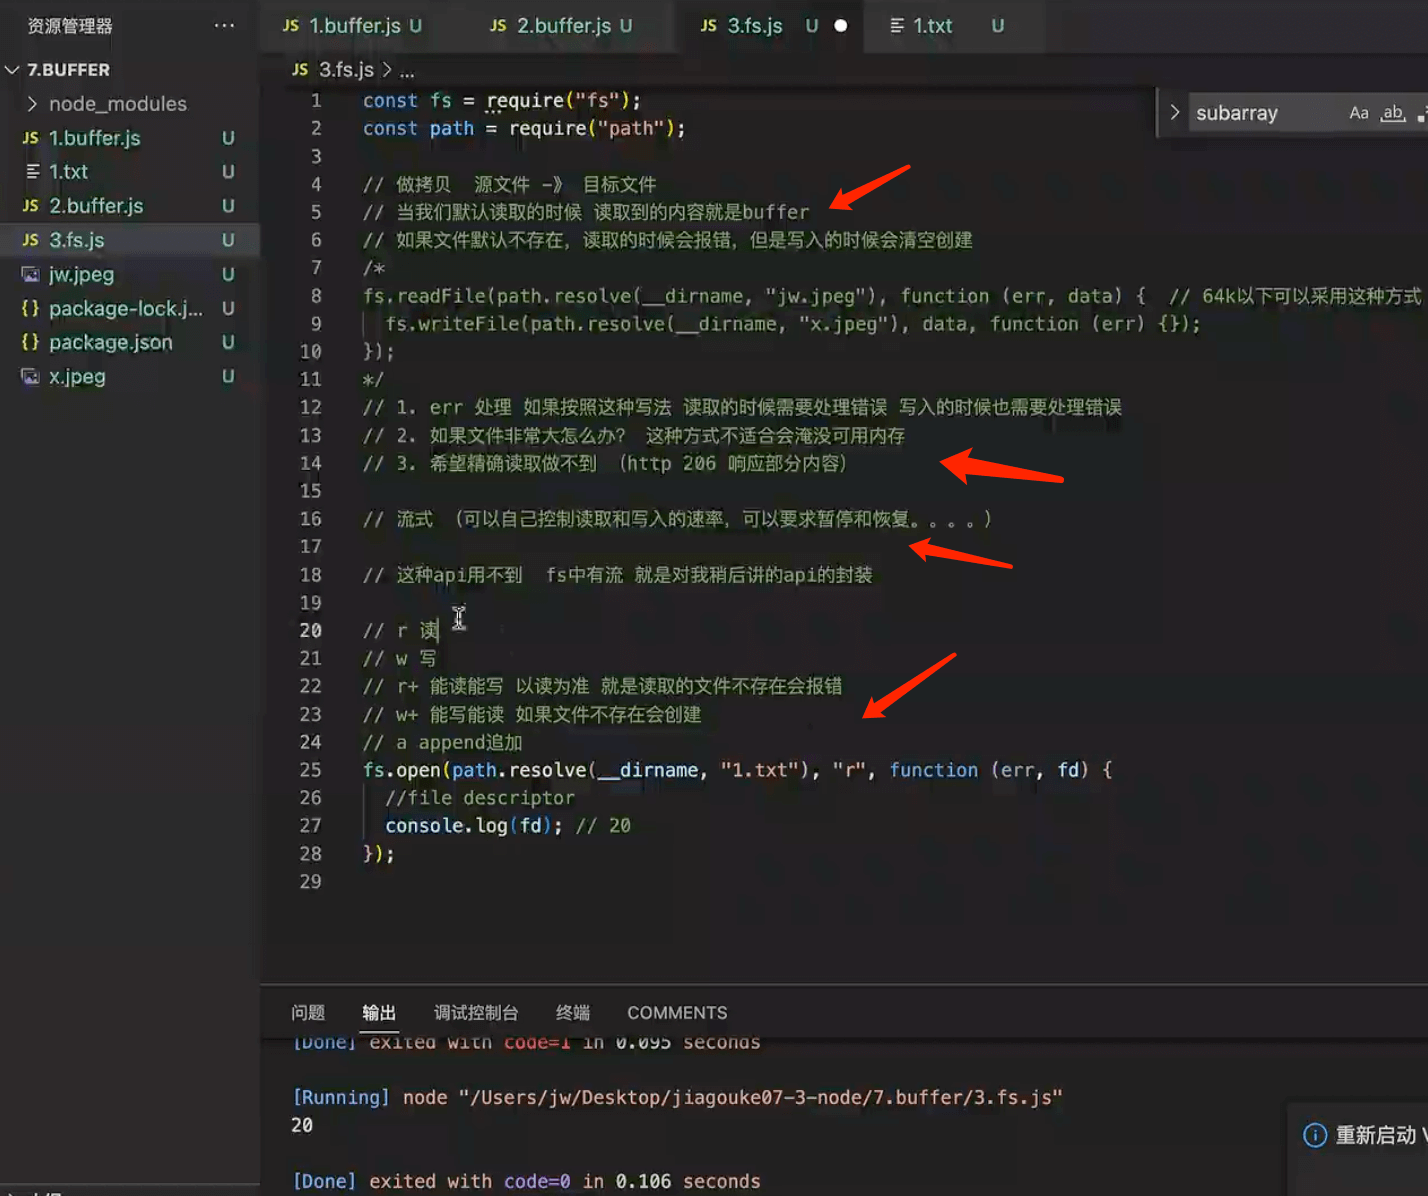 资源管理器 ···
JS 1.buffer.js U
JS 2.buffer.js U
JS 3.fs.js U
1.txt U
7.BUFFER
node_modules
JS 1.buffer.js U
1.txt U
JS 2.buffer.js U
JS 3.fs.js U
jw.jpeg U
{} package-lock.j... U
{} package.json U
x.jpeg U
JS 3.fs.js > ...
subarray Aa ab
1 const fs = require("fs");
2 const path = require("path");
3
4 // 做拷贝 源文件 -》 目标文件
5 // 当我们默认读取的时候 读取到的内容就是buffer
6 // 如果文件默认不存在，读取的时候会报错，但是写入的时候会清空创建
7 /*
8 fs.readFile(path.resolve(__dirname, "jw.jpeg"), function (err, data) { // 64k以下可以采用这种方式
9 fs.writeFile(path.resolve(__dirname, "x.jpeg"), data, function (err) {});
10 });
11 */
12 // 1. err 处理 如果按照这种写法 读取的时候需要处理错误 写入的时候也需要处理错误
13 // 2. 如果文件非常大怎么办？ 这种方式不适合会淹没可用内存
14 // 3. 希望精确读取做不到 （http 206 响应部分内容）
15
16 // 流式 （可以自己控制读取和写入的速率，可以要求暂停和恢复。。。。）
17
18 // 这种api用不到 fs中有流 就是对我稍后讲的api的封装
19
20 // r 读
21 // w 写
22 // r+ 能读能写 以读为准 就是读取的文件不存在会报错
23 // w+ 能写能读 如果文件不存在会创建
24 // a append追加
25 fs.open(path.resolve(__dirname, "1.txt"), "r", function (err, fd) {
26 //file descriptor
27 console.log(fd); // 20
28 });
29
问题 输出 调试控制台 终端 COMMENTS
[Done] exited with code=1 in 0.095 seconds
[Running] node "/Users/jw/Desktop/jiagouke07-3-node/7.buffer/3.fs.js"
20
[Done] exited with code=0 in 0.106 seconds
重新启动 V